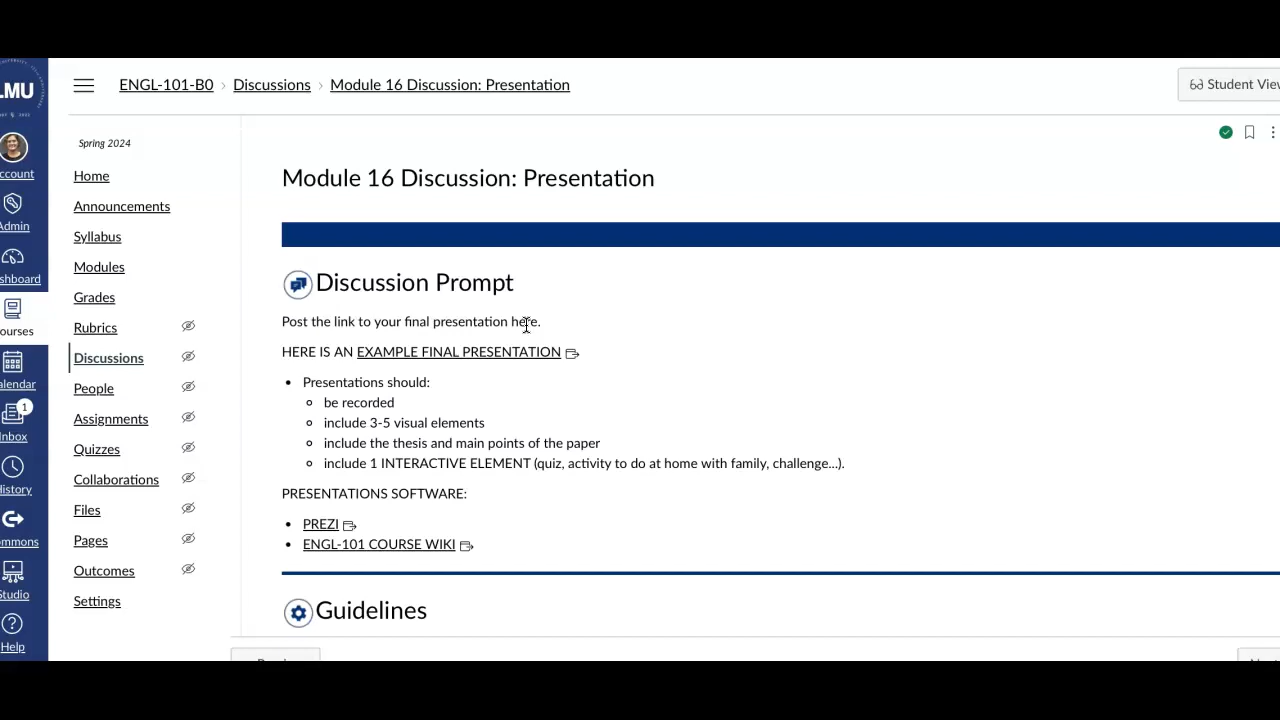 LMU
ENGL-101-B0 › Discussions › Module 16 Discussion: Presentation
Student View
Spring 2024
ccount
Admin
shboard
ourses
alendar
1
Inbox
History
mmons
Studio
Help
Home
Announcements
Syllabus
Modules
Grades
Rubrics
Discussions
People
Assignments
Quizzes
Collaborations
Files
Pages
Outcomes
Settings
Module 16 Discussion: Presentation
Discussion Prompt
Post the link to your final presentation here.
HERE IS AN EXAMPLE FINAL PRESENTATION
• Presentations should:
be recorded
include 3-5 visual elements
include the thesis and main points of the paper
include 1 INTERACTIVE ELEMENT (quiz, activity to do at home with family, challenge...).
PRESENTATIONS SOFTWARE:
• PREZI
• ENGL-101 COURSE WIKI
Guidelines